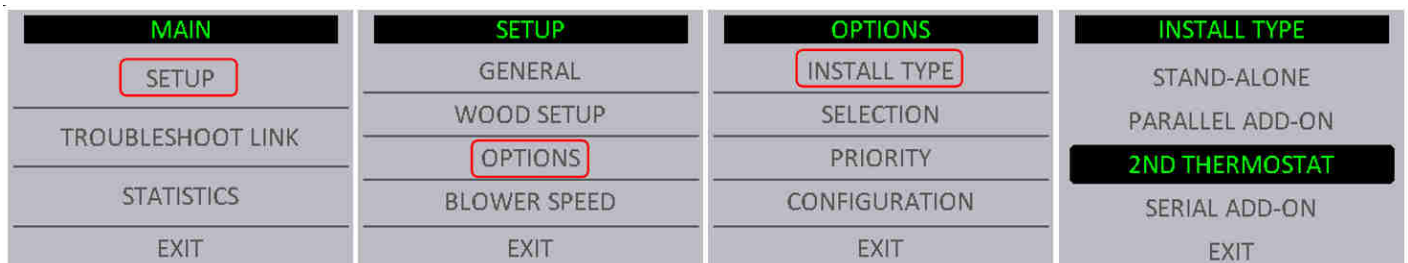 MAIN
SETUP
TROUBLESHOOT LINK
STATISTICS
EXIT
SETUP
GENERAL
WOOD SETUP
OPTIONS
BLOWER SPEED
EXIT
OPTIONS
INSTALL TYPE
SELECTION
PRIORITY
CONFIGURATION
EXIT
INSTALL TYPE
STAND-ALONE
PARALLEL ADD-ON
2ND THERMOSTAT
SERIAL ADD-ON
EXIT